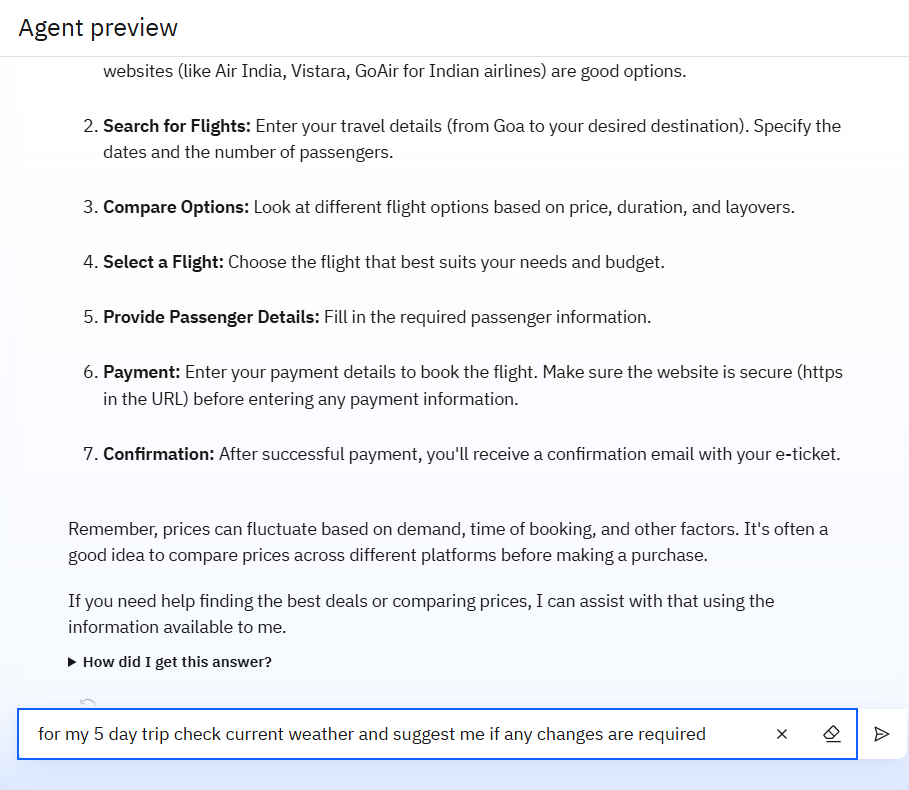 Agent preview
websites (like Air India, Vistara, GoAir for Indian airlines) are good options.
2. Search for Flights: Enter your travel details (from Goa to your desired destination). Specify the
dates and the number of passengers.
3. Compare Options: Look at different flight options based on price, duration, and layovers.
4. Select a Flight: Choose the flight that best suits your needs and budget.
5. Provide Passenger Details: Fill in the required passenger information.
6. Payment: Enter your payment details to book the flight. Make sure the website is secure (https
in the URL) before entering any payment information.
7. Confirmation: After successful payment, you'll receive a confirmation email with your e-ticket.
Remember, prices can fluctuate based on demand, time of booking, and other factors. It's often a
good idea to compare prices across different platforms before making a purchase.
If you need help finding the best deals or comparing prices, I can assist with that using the
information available to me.
How did I get this answer?
for my 5 day trip check current weather and suggest me if any changes are required